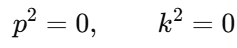 p² = 0, k² = 0